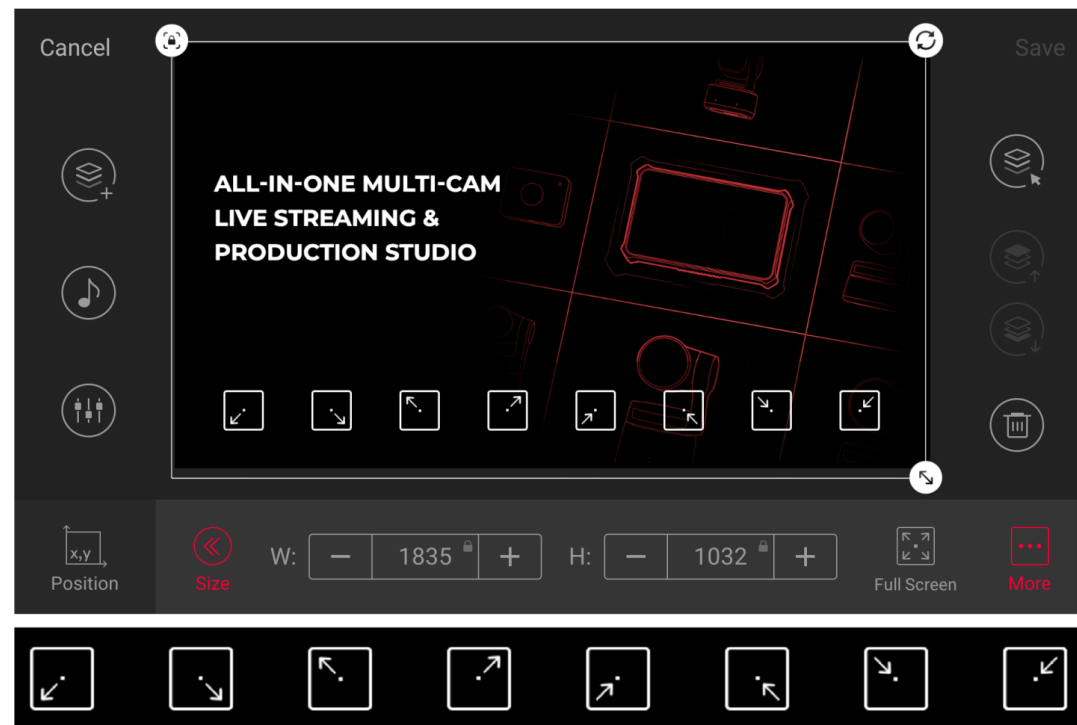 Cancel
Save
ALL-IN-ONE MULTI-CAM
LIVE STREAMING &
PRODUCTION STUDIO
x,y
Position
Size
W: − 1835 +
H: − 1032 +
Full Screen
More